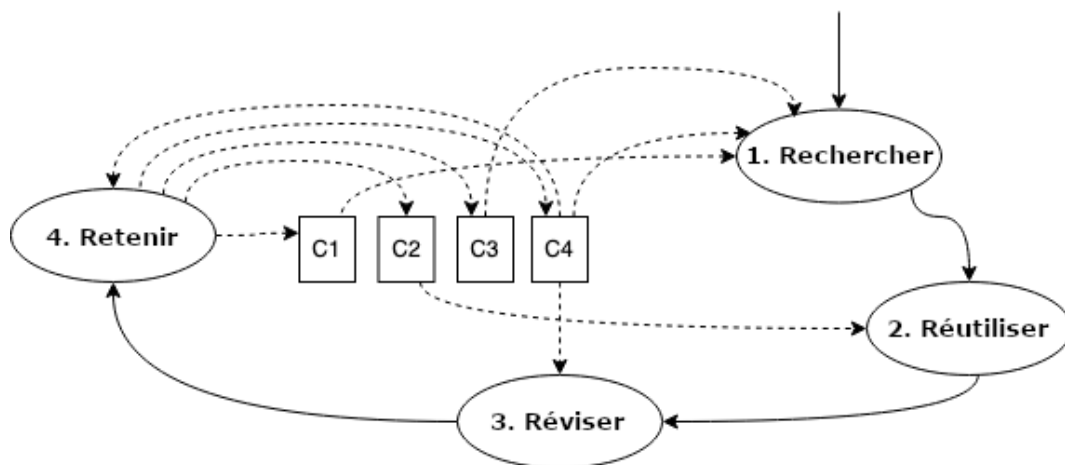 1. Rechercher
4. Retenir
C1
C2
C3
C4
2. Réutiliser
3. Réviser